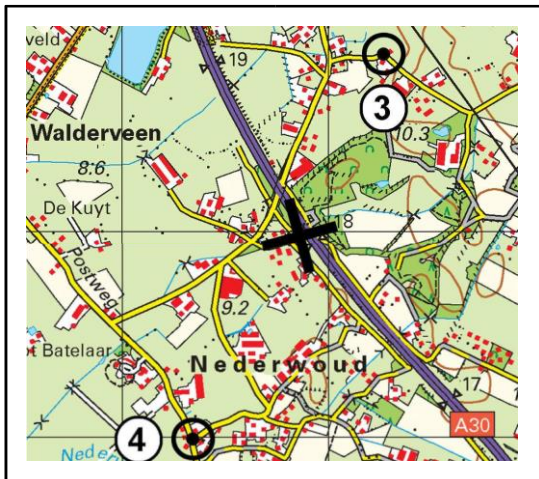 veld
19
3
Walderveen
10.3
8.6
De Kuyt
18
Postweg
9.2
t Batelaar
Nederwoud
17
A30
4
Neder